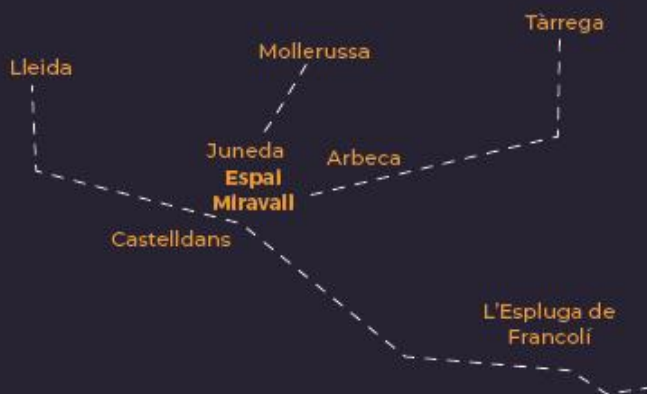 Tàrrega
Mollerussa
Lleida
Juneda
Arbeca
Espai
Miravall
Castelldans
L'Espluga de
Francolí